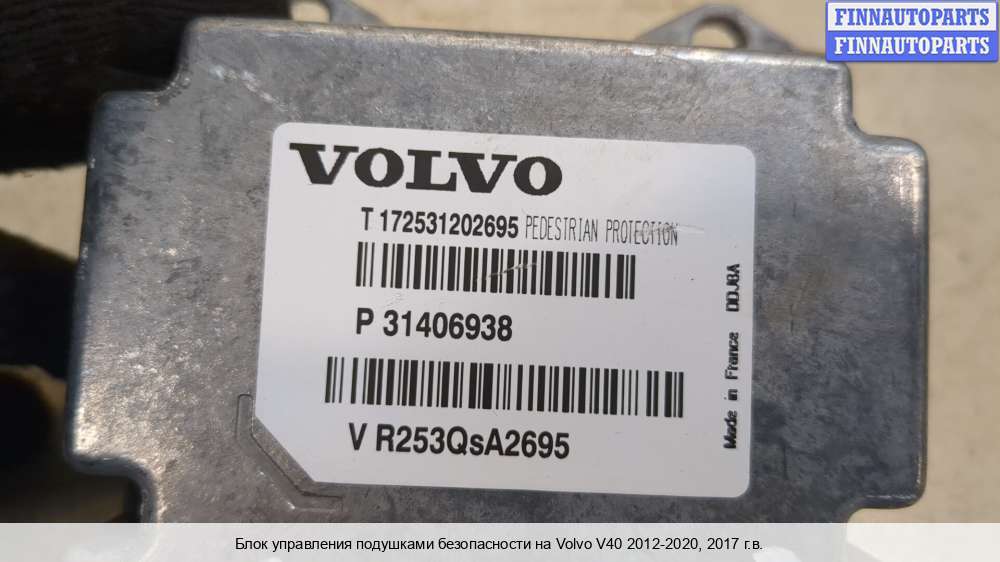 FINNAUTOPARTS
FINNAUTOPARTS
VOLVO
T 172531202695 PEDESTRIAN PROTECTION
P 31406938
V R253QsA2695
Made in France DDJBA
Блок управления подушками безопасности на Volvo V40 2012-2020, 2017 г.в.